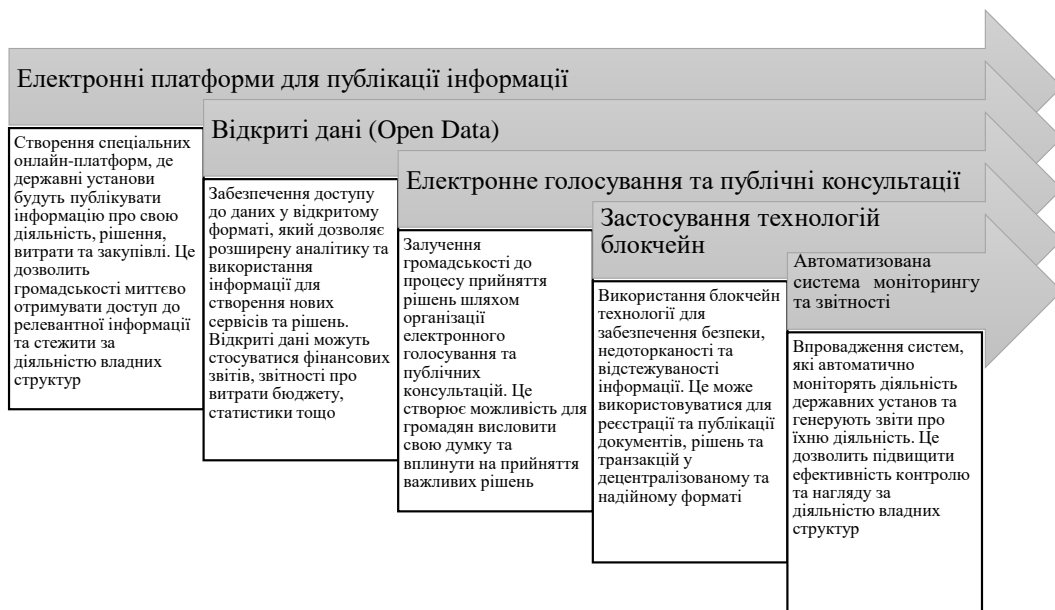 Електронні платформи для публікації інформації
Створення спеціальних
онлайн-платформ, де
державні установи
будуть публікувати
інформацію про свою
діяльність, рішення,
витрати та закупівлі. Це
дозволить
громадськості миттєво
отримувати доступ до
релевантної інформації
та стежити за
діяльністю владних
структур
Відкриті дані (Open Data)
Забезпечення доступу
до даних у відкритому
форматі, який дозволяє
розширену аналітику та
використання
інформації для
створення нових
сервісів та рішень.
Відкриті дані можуть
стосуватися фінансових
звітів, звітності про
витрати бюджету,
статистики тощо
Електронне голосування та публічні консультації
Залучення
громадськості до
процесу прийняття
рішень шляхом
організації
електронного
голосування та
публічних
консультацій. Це
створює можливість для
громадян висловити
свою думку та
вплинути на прийняття
важливих рішень
Застосування технологій
блокчейн
Використання блокчейн
технології для
забезпечення безпеки,
недоторканості та
відстежуваності
інформації. Це може
використовуватися для
реєстрації та публікації
документів, рішень та
транзакцій у
децентралізованому та
надійному форматі
Автоматизована
система моніторингу
та звітності
Впровадження систем,
які автоматично
моніторять діяльність
державних установ та
генерують звіти про
їхню діяльність. Це
дозволить підвищити
ефективність контролю
та нагляду за
діяльністю владних
структур